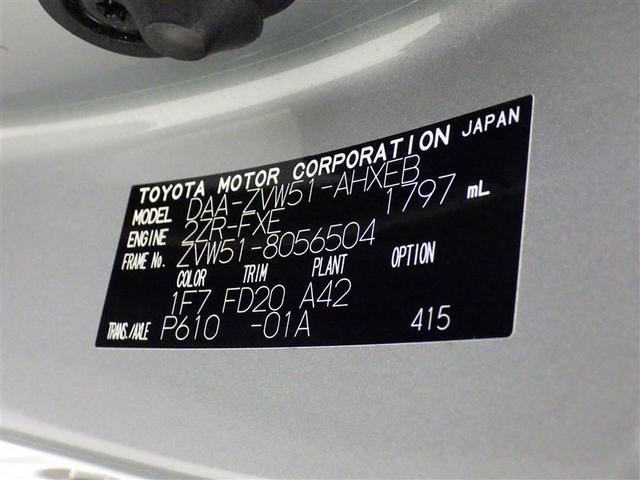 TOYOTA MOTOR CORPORATION JAPAN
MODEL DAA-ZVW51-AHXEB
ENGINE 2ZR-FXE 1797 mL
FRAME No. ZVW51-8056504
COLOR TRIM PLANT OPTION
1F7 FD20 A42
TRANS./AXLE P610 -01A 415